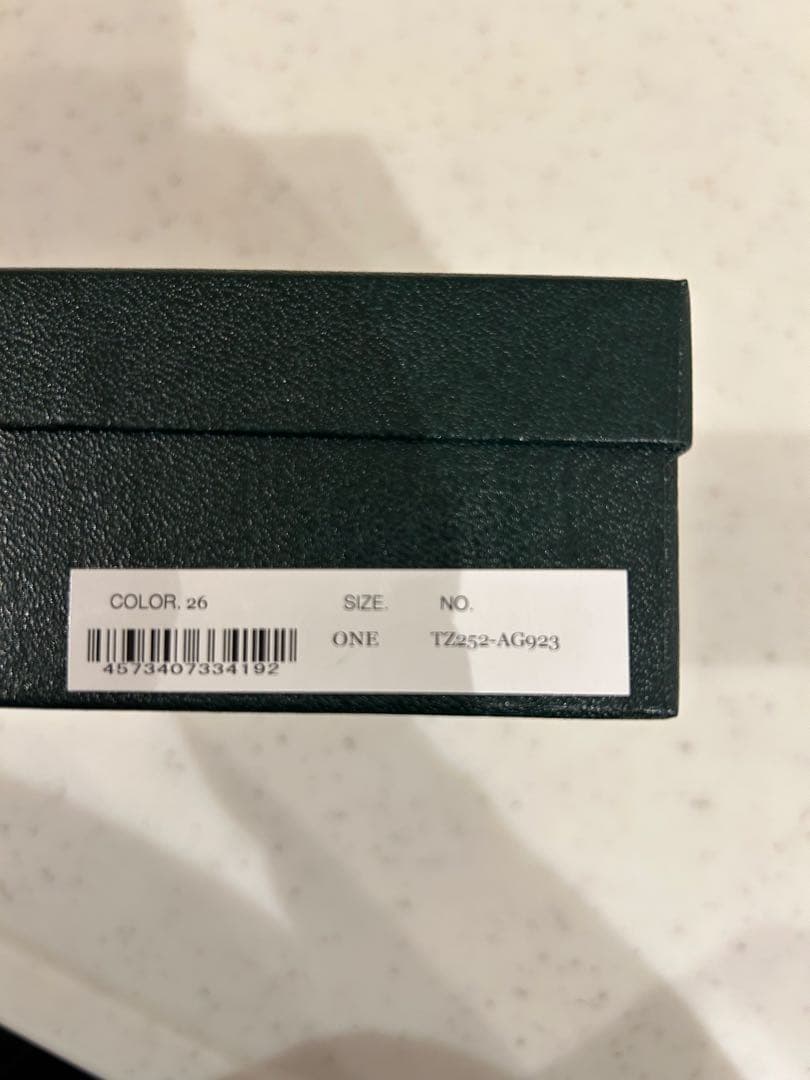 COLOR. 26 SIZE. NO.
ONE TZ252-AG923
4573407334192